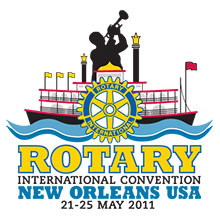 ROTARY
INTERNATIONAL
ROTARY
INTERNATIONAL CONVENTION
NEW ORLEANS USA
21-25 MAY 2011